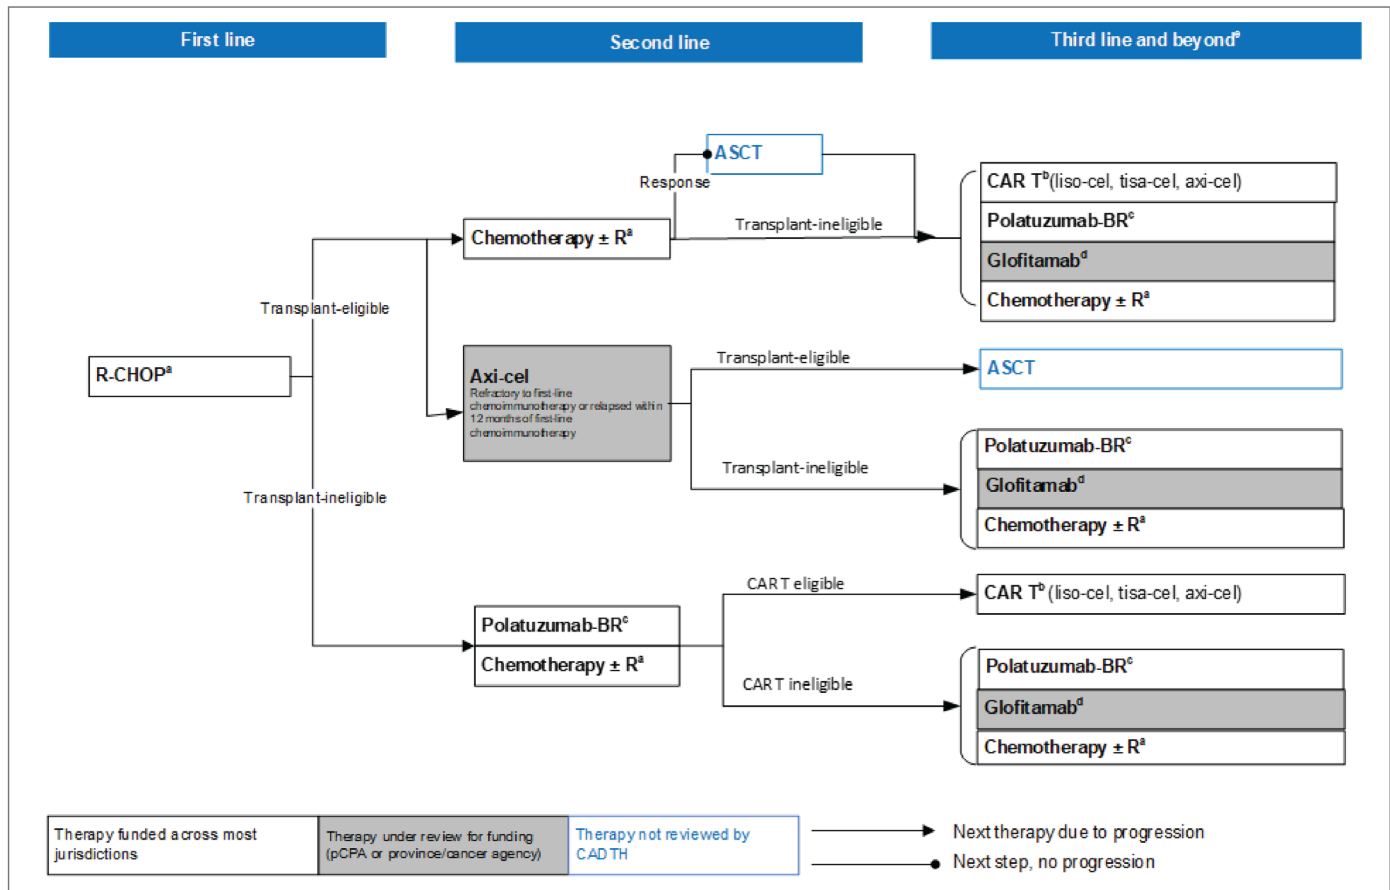 First line
Second line
Third line and beyondᵉ
ASCT
Response
CAR Tᵇ(liso-cel, tisa-cel, axi-cel)
Polatuzumab-BRᶜ
Glofitamabᵈ
Chemotherapy ± Rᵃ
Chemotherapy ± Rᵃ
Transplant-ineligible
Transplant-eligible
R-CHOPᵃ
Axi-cel
Refractory to first-line
chemoimmunotherapy or relapsed within
12 months of first-line
chemoimmunotherapy
Transplant-eligible
ASCT
Transplant-ineligible
Polatuzumab-BRᶜ
Glofitamabᵈ
Chemotherapy ± Rᵃ
Transplant-ineligible
Polatuzumab-BRᶜ
Chemotherapy ± Rᵃ
CART eligible
CAR Tᵇ (liso-cel, tisa-cel, axi-cel)
CART ineligible
Polatuzumab-BRᶜ
Glofitamabᵈ
Chemotherapy ± Rᵃ
Therapy funded across most
jurisdictions
Therapy under review for funding
(pCPA or province/cancer agency)
Therapy not reviewed by
CADTH
Next therapy due to progression
Next step, no progression